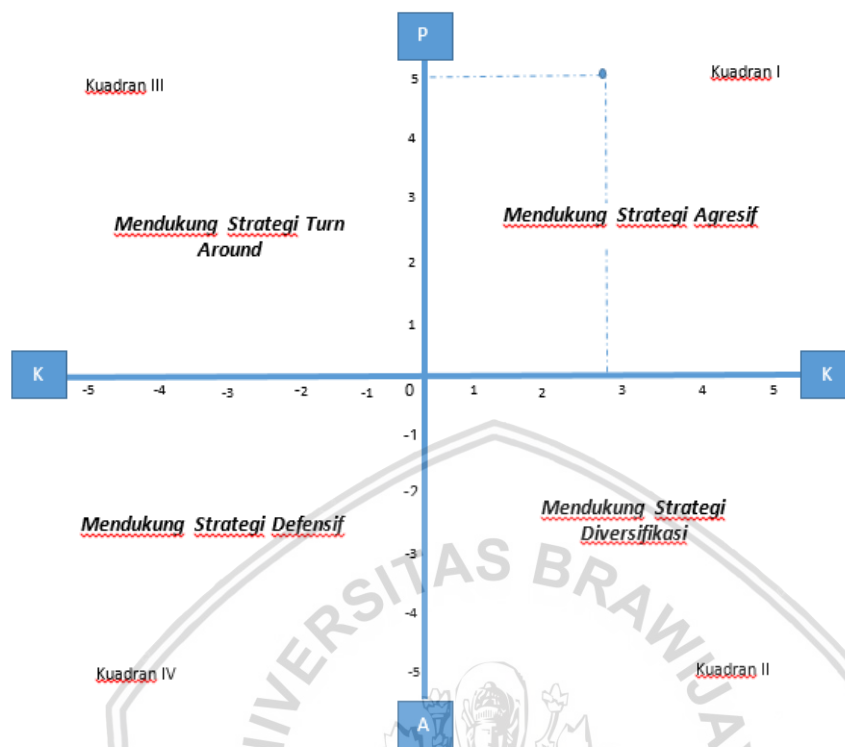 P
Kuadran III
Kuadran I
5
4
3
Mendukung Strategi Turn
Around
Mendukung Strategi Agresif
2
1
K
K
-5 -4 -3 -2 -1 0 1 2 3 4 5
-1
-2
Mendukung Strategi Defensif
Mendukung Strategi
Diversifikasi
-3
-4
-5
Kuadran IV
Kuadran II
A